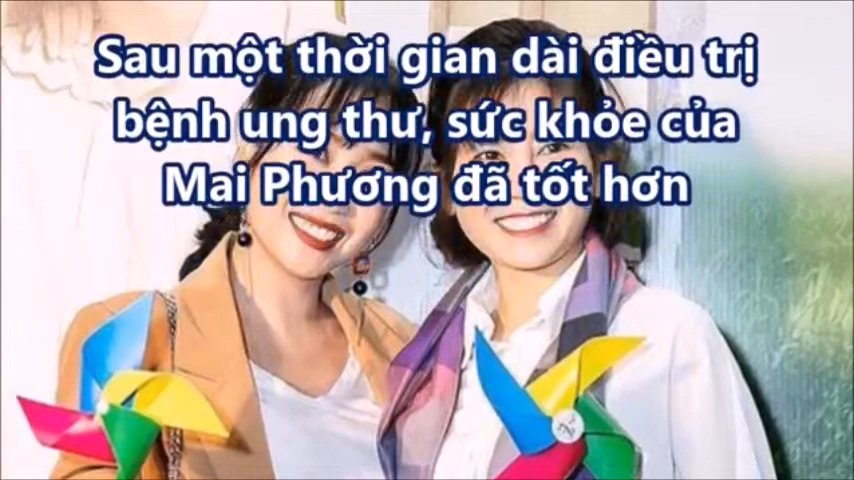 Sau một thời gian dài điều trị
bệnh ung thư, sức khỏe của
Mai Phương đã tốt hơn